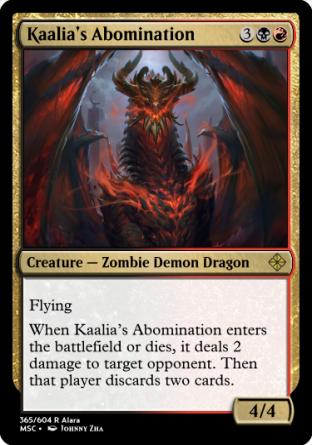 Kaalia's Abomination 3
Creature — Zombie Demon Dragon
Flying
When Kaalia's Abomination enters
the battlefield or dies, it deals 2
damage to target opponent. Then
that player discards two cards.
365/604 R Alara
MSC • Johnny Zha
4/4